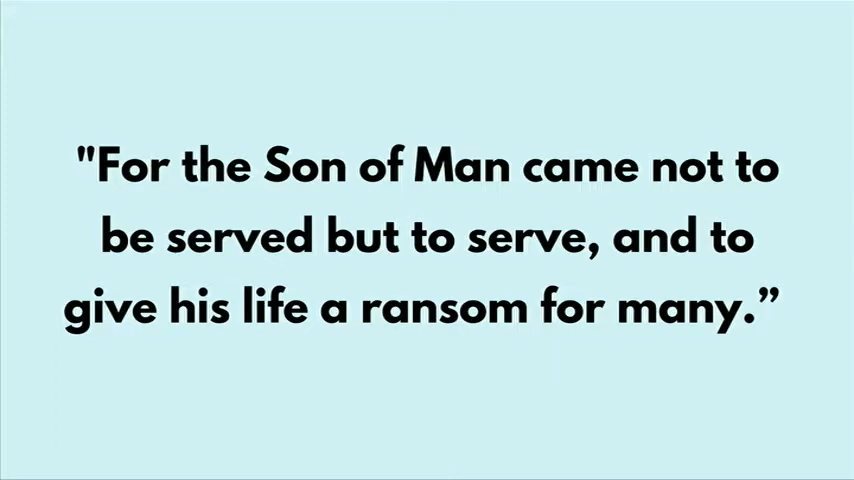 "For the Son of Man came not to
be served but to serve, and to
give his life a ransom for many.”